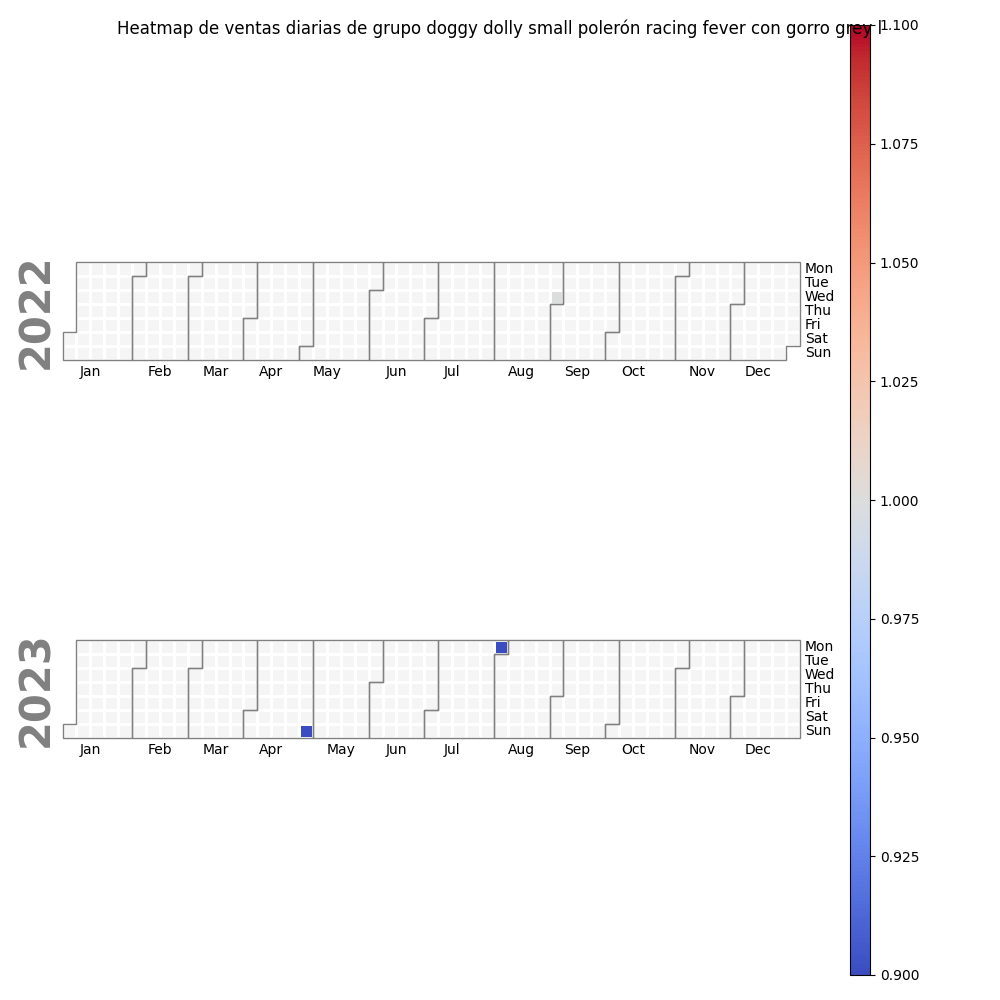 Heatmap de ventas diarias de grupo doggy dolly small polerón racing fever con gorro grey l
1.100
1.075
1.050
1.025
1.000
0.975
0.950
0.925
0.900
2022
Mon
Tue
Wed
Thu
Fri
Sat
Sun
Jan Feb Mar Apr May Jun Jul Aug Sep Oct Nov Dec
2023
Mon
Tue
Wed
Thu
Fri
Sat
Sun
Jan Feb Mar Apr May Jun Jul Aug Sep Oct Nov Dec